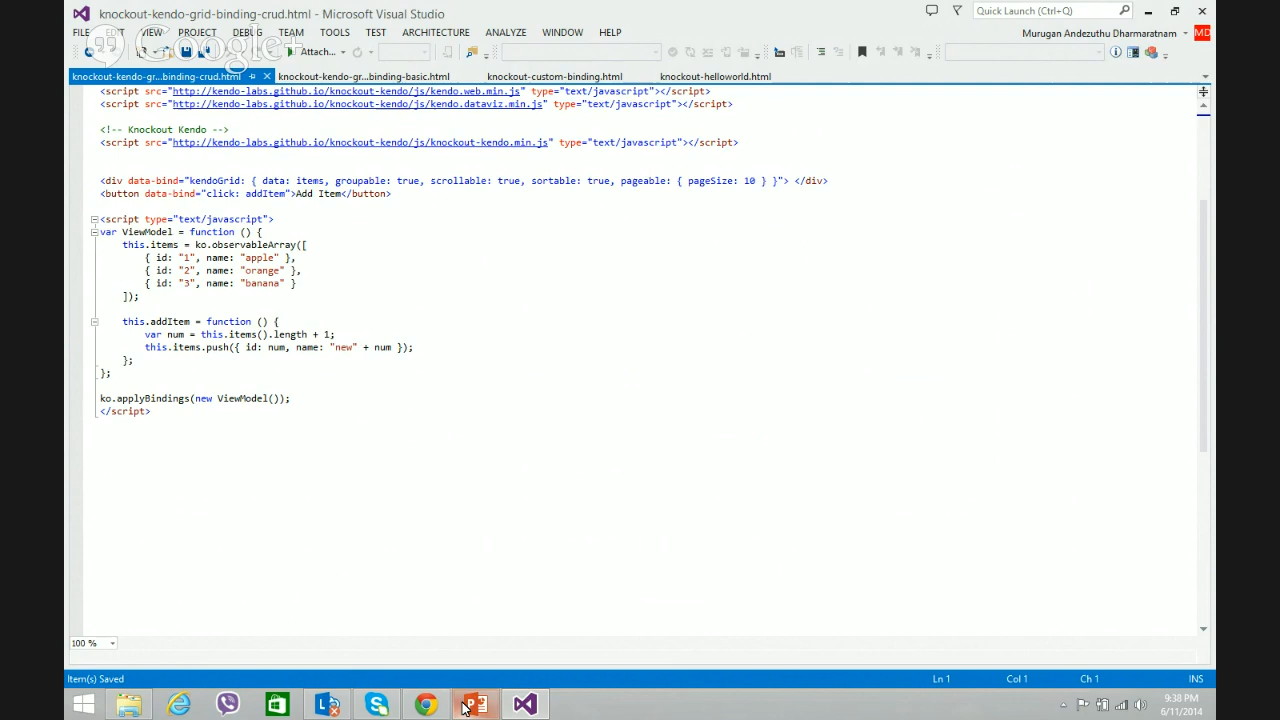 knockout-kendo-grid-binding-crud.html - Microsoft Visual Studio
Quick Launch (Ctrl+Q)
FILE EDIT VIEW PROJECT DEBUG TEAM TOOLS TEST ARCHITECTURE ANALYZE WINDOW HELP
Murugan Andezuthu Dharmaratnam MD
Google+
Attach...
knockout-kendo-gr...binding-crud.html knockout-kendo-gr...binding-basic.html knockout-custom-binding.html knockout-helloworld.html
<script src="http://kendo-labs.github.io/knockout-kendo/js/kendo.web.min.js" type="text/javascript"></script>
<script src="http://kendo-labs.github.io/knockout-kendo/js/kendo.dataviz.min.js" type="text/javascript"></script>
<!-- Knockout Kendo -->
<script src="http://kendo-labs.github.io/knockout-kendo/js/knockout-kendo.min.js" type="text/javascript"></script>
<div data-bind="kendoGrid: { data: items, groupable: true, scrollable: true, sortable: true, pageable: { pageSize: 10 } }"> </div>
<button data-bind="click: addItem">Add Item</button>
<script type="text/javascript">
var ViewModel = function () {
this.items = ko.observableArray([
{ id: "1", name: "apple" },
{ id: "2", name: "orange" },
{ id: "3", name: "banana" }
]);
this.addItem = function () {
var num = this.items().length + 1;
this.items.push({ id: num, name: "new" + num });
};
};
ko.applyBindings(new ViewModel());
</script>
100 %
Item(s) Saved Ln 1 Col 1 Ch 1 INS
9:38 PM
6/11/2014